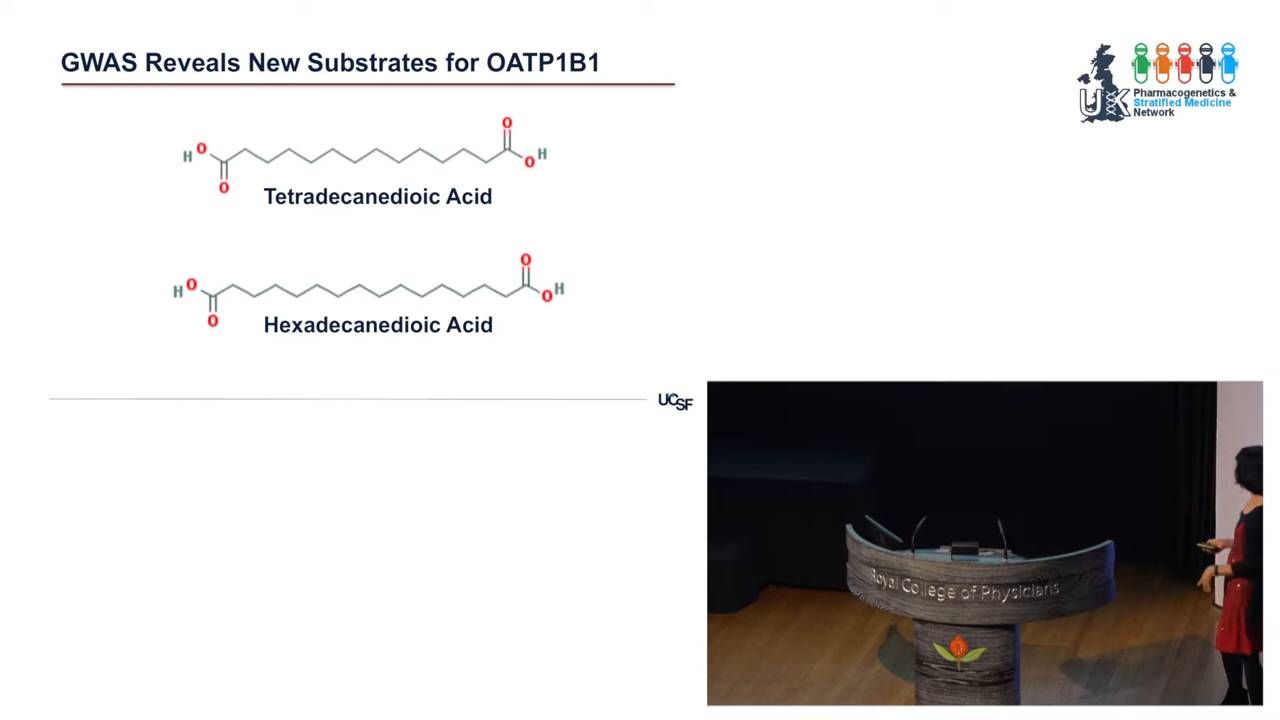 GWAS Reveals New Substrates for OATP1B1
UK
Pharmacogenetics &
Stratified Medicine
Network
H O O
O O H
Tetradecanedioic Acid
H O O
O O H
Hexadecanedioic Acid
UCSF
Royal College of Physicians